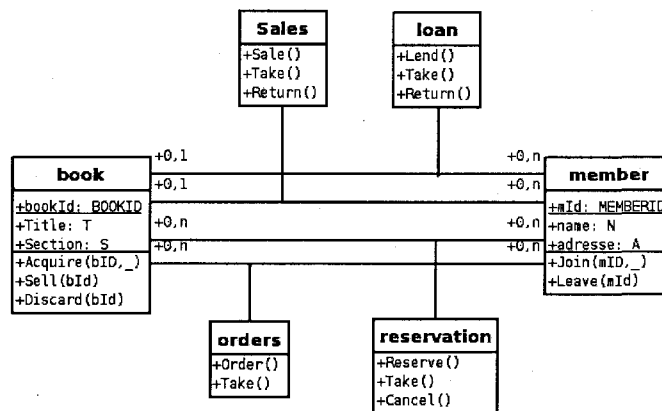 Sales
+Sale()
+Take()
+Return()
loan
+Lend()
+Take()
+Return()
+0,1
+0,n
+0,1
+0,n
+0,n
+0,n
+0,n
+0,n
book
+bookId: BOOKID
+Title: T
+Section: S
+Acquire(bID,_)
+Sell(bId)
+Discard(bId)
member
+mId: MEMBERID
+name: N
+adresse: A
+Join(mID,_)
+Leave(mId)
orders
+Order()
+Take()
reservation
+Reserve()
+Take()
+Cancel()